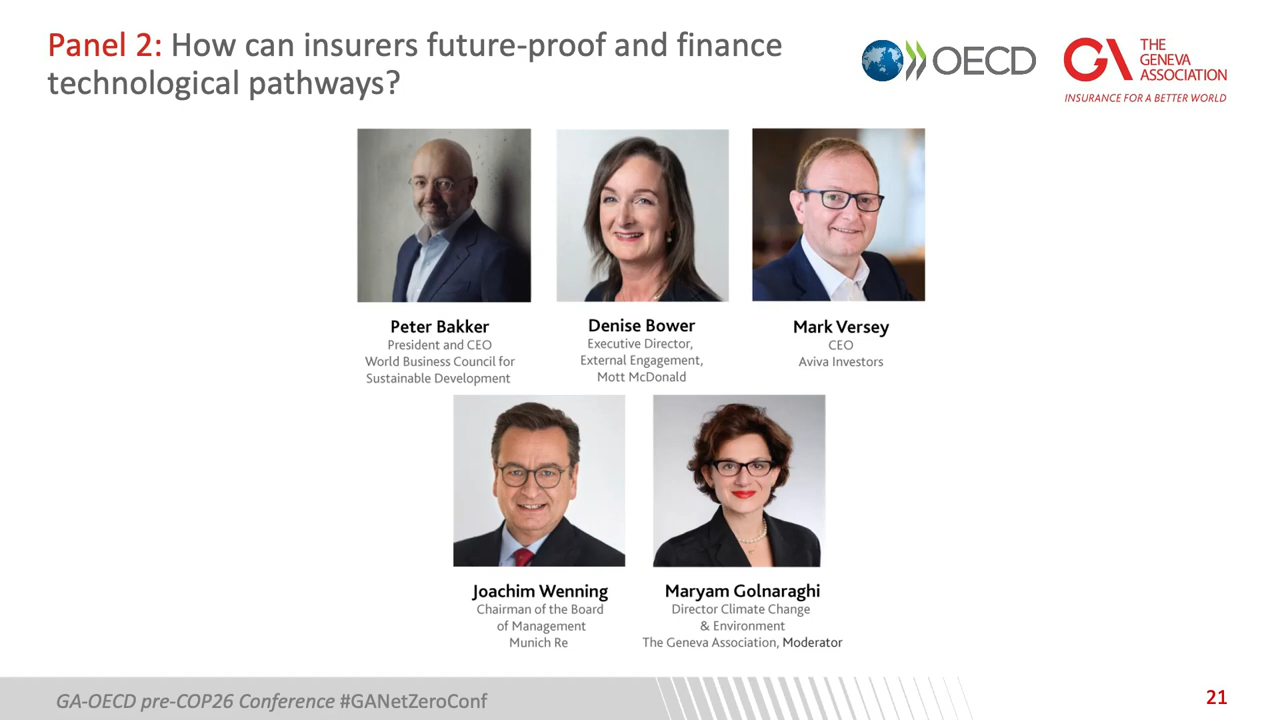 Panel 2: How can insurers future-proof and finance
technological pathways?
OECD
GA
THE
GENEVA
ASSOCIATION
INSURANCE FOR A BETTER WORLD
Peter Bakker
President and CEO
World Business Council for
Sustainable Development
Denise Bower
Executive Director,
External Engagement,
Mott McDonald
Mark Versey
CEO
Aviva Investors
Joachim Wenning
Chairman of the Board
of Management
Munich Re
Maryam Golnaraghi
Director Climate Change
& Environment
The Geneva Association, Moderator
GA-OECD pre-COP26 Conference #GANetZeroConf
21